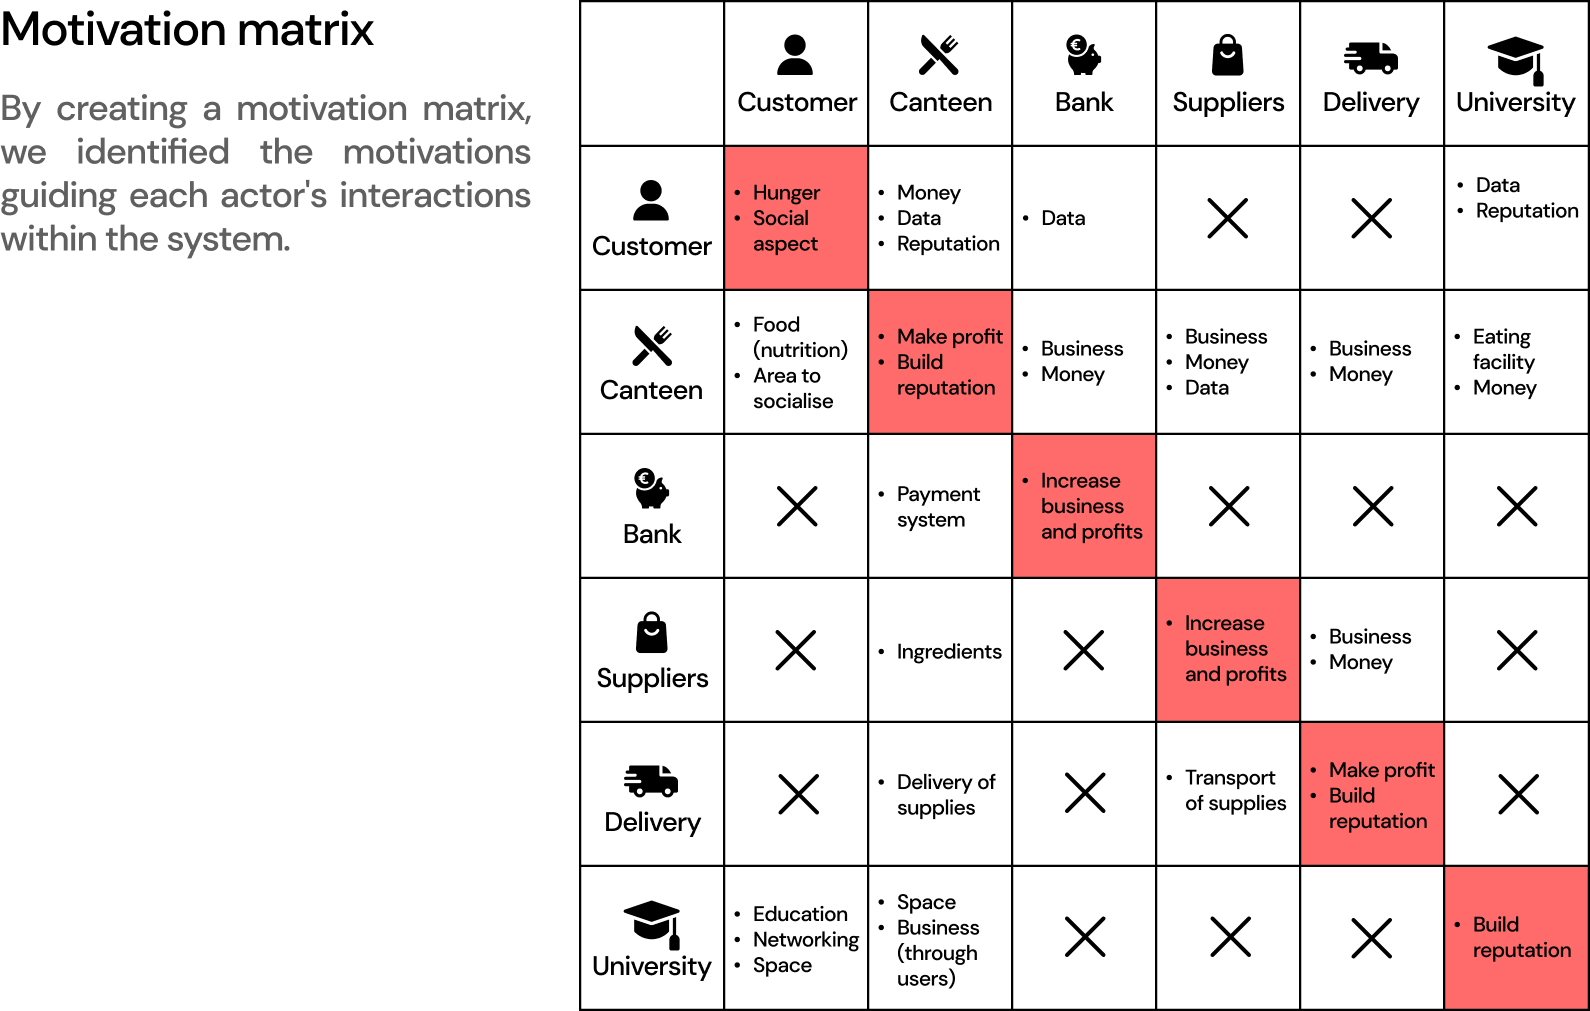 Motivation matrix
By creating a motivation matrix,
we identified the motivations
guiding each actor's interactions
within the system.
Customer
Canteen
Bank
Suppliers
Delivery
University
Customer
• Hunger
• Social
aspect
• Money
• Data
• Reputation
• Data
• Data
• Reputation
Canteen
• Food
(nutrition)
• Area to
socialise
• Make profit
• Build
reputation
• Business
• Money
• Business
• Money
• Data
• Business
• Money
• Eating
facility
• Money
Bank
• Payment
system
• Increase
business
and profits
Suppliers
• Ingredients
• Increase
business
and profits
• Business
• Money
Delivery
• Delivery of
supplies
• Transport
of supplies
• Make profit
• Build
reputation
University
• Education
• Networking
• Space
• Space
• Business
(through
users)
• Build
reputation